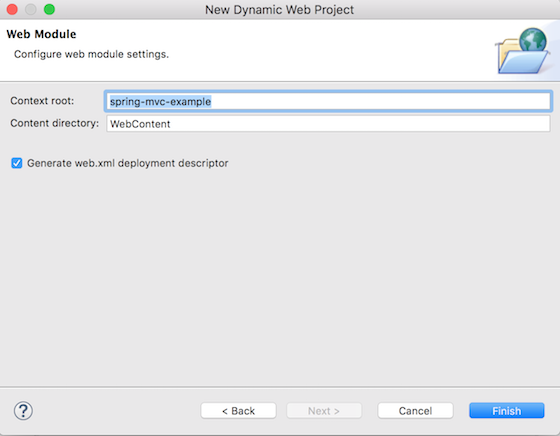 New Dynamic Web Project
Web Module
Configure web module settings.
Context root: spring-mvc-example
Content directory: WebContent
Generate web.xml deployment descriptor
? < Back Next > Cancel Finish